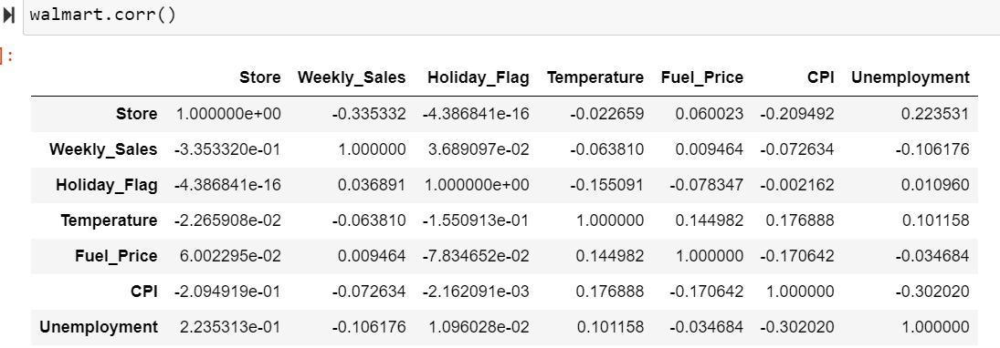 walmart.corr()
]:
Store Weekly_Sales Holiday_Flag Temperature Fuel_Price CPI Unemployment
Store 1.000000e+00 -0.335332 -4.386841e-16 -0.022659 0.060023 -0.209492 0.223531
Weekly_Sales -3.353320e-01 1.000000 3.689097e-02 -0.063810 0.009464 -0.072634 -0.106176
Holiday_Flag -4.386841e-16 0.036891 1.000000e+00 -0.155091 -0.078347 -0.002162 0.010960
Temperature -2.265908e-02 -0.063810 -1.550913e-01 1.000000 0.144982 0.176888 0.101158
Fuel_Price 6.002295e-02 0.009464 -7.834652e-02 0.144982 1.000000 -0.170642 -0.034684
CPI -2.094919e-01 -0.072634 -2.162091e-03 0.176888 -0.170642 1.000000 -0.302020
Unemployment 2.235313e-01 -0.106176 1.096028e-02 0.101158 -0.034684 -0.302020 1.000000